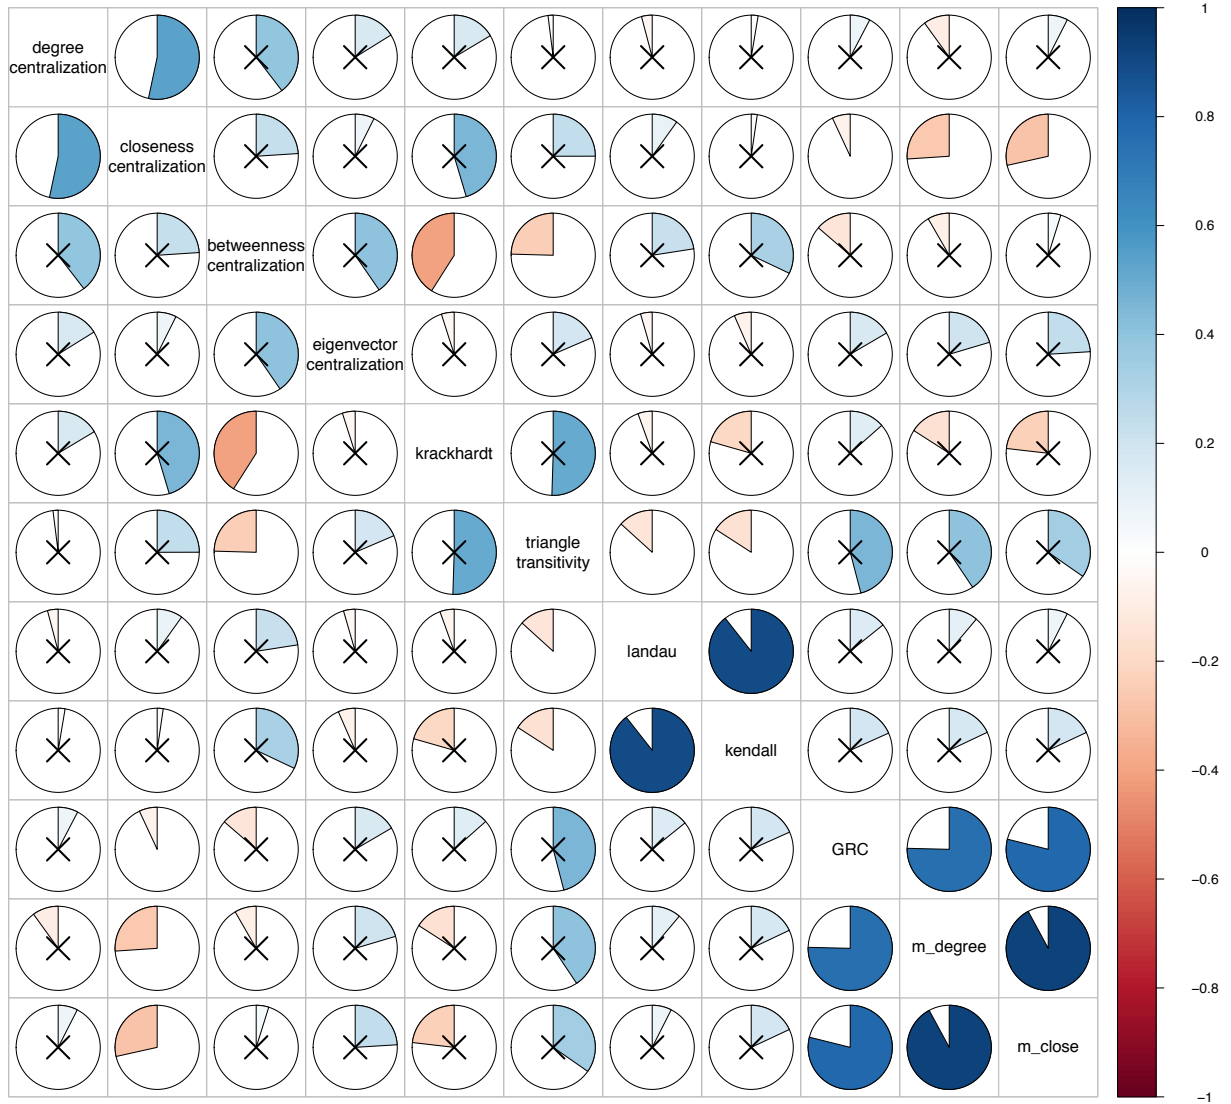 degree
centralization
closeness
centralization
betweenness
centralization
eigenvector
centralization
krackhardt
triangle
transitivity
landau
kendall
GRC
m_degree
m_close
1
0.8
0.6
0.4
0.2
0
−0.2
−0.4
−0.6
−0.8
−1